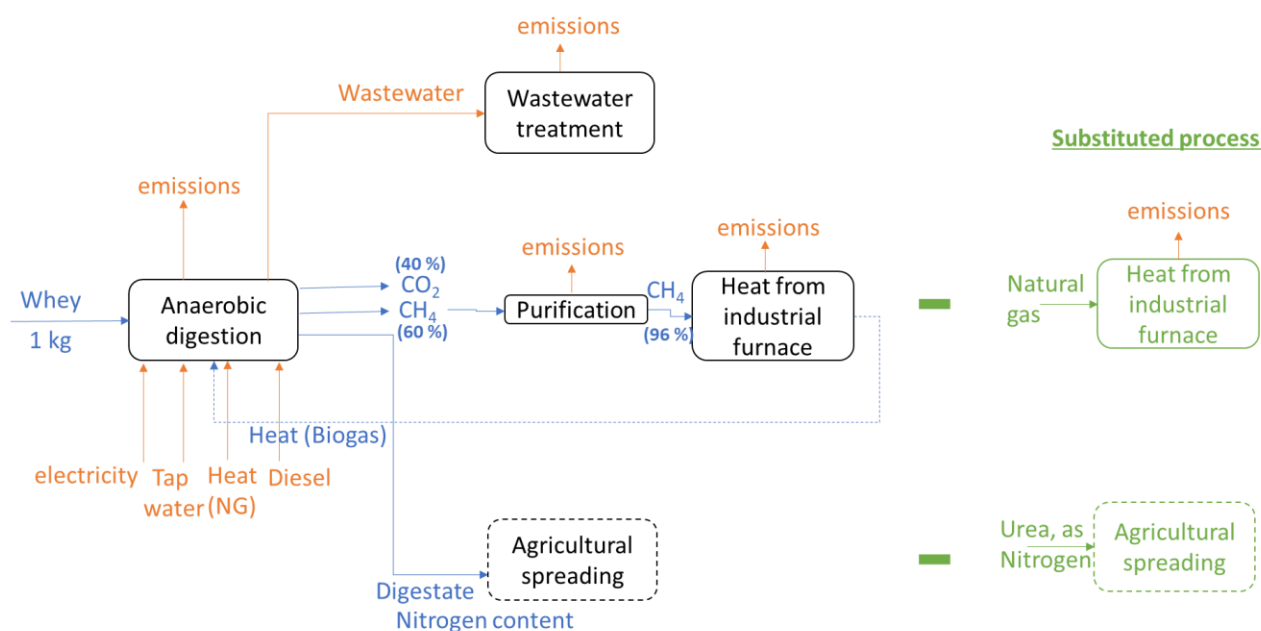 emissions
Wastewater
Wastewater
treatment
Substituted process
emissions
emissions
emissions
emissions
Whey
1 kg
Anaerobic
digestion
(40 %)
CO₂
CH₄
(60 %)
Purification
CH₄
(96 %)
Heat from
industrial
furnace
Natural
gas
Heat from
industrial
furnace
Heat (Biogas)
electricity
Tap
water
Heat
(NG)
Diesel
Agricultural
spreading
Digestate
Nitrogen content
Urea, as
Nitrogen
Agricultural
spreading